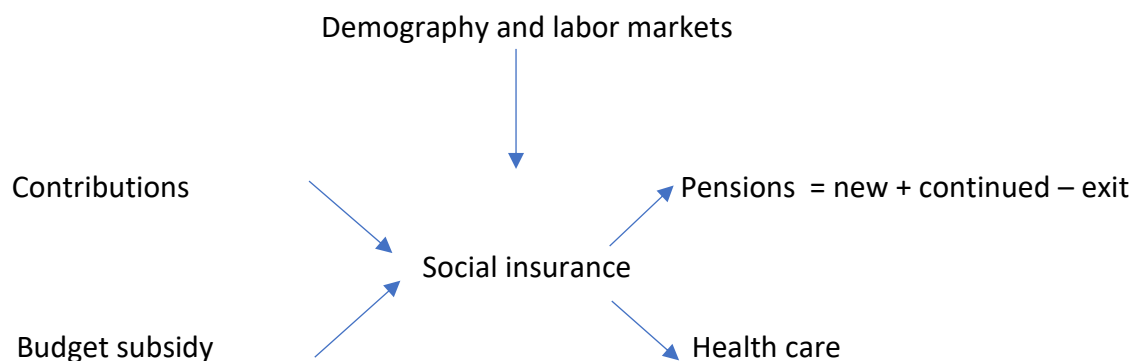 Demography and labor markets
Contributions
Pensions = new + continued – exit
Social insurance
Budget subsidy
Health care